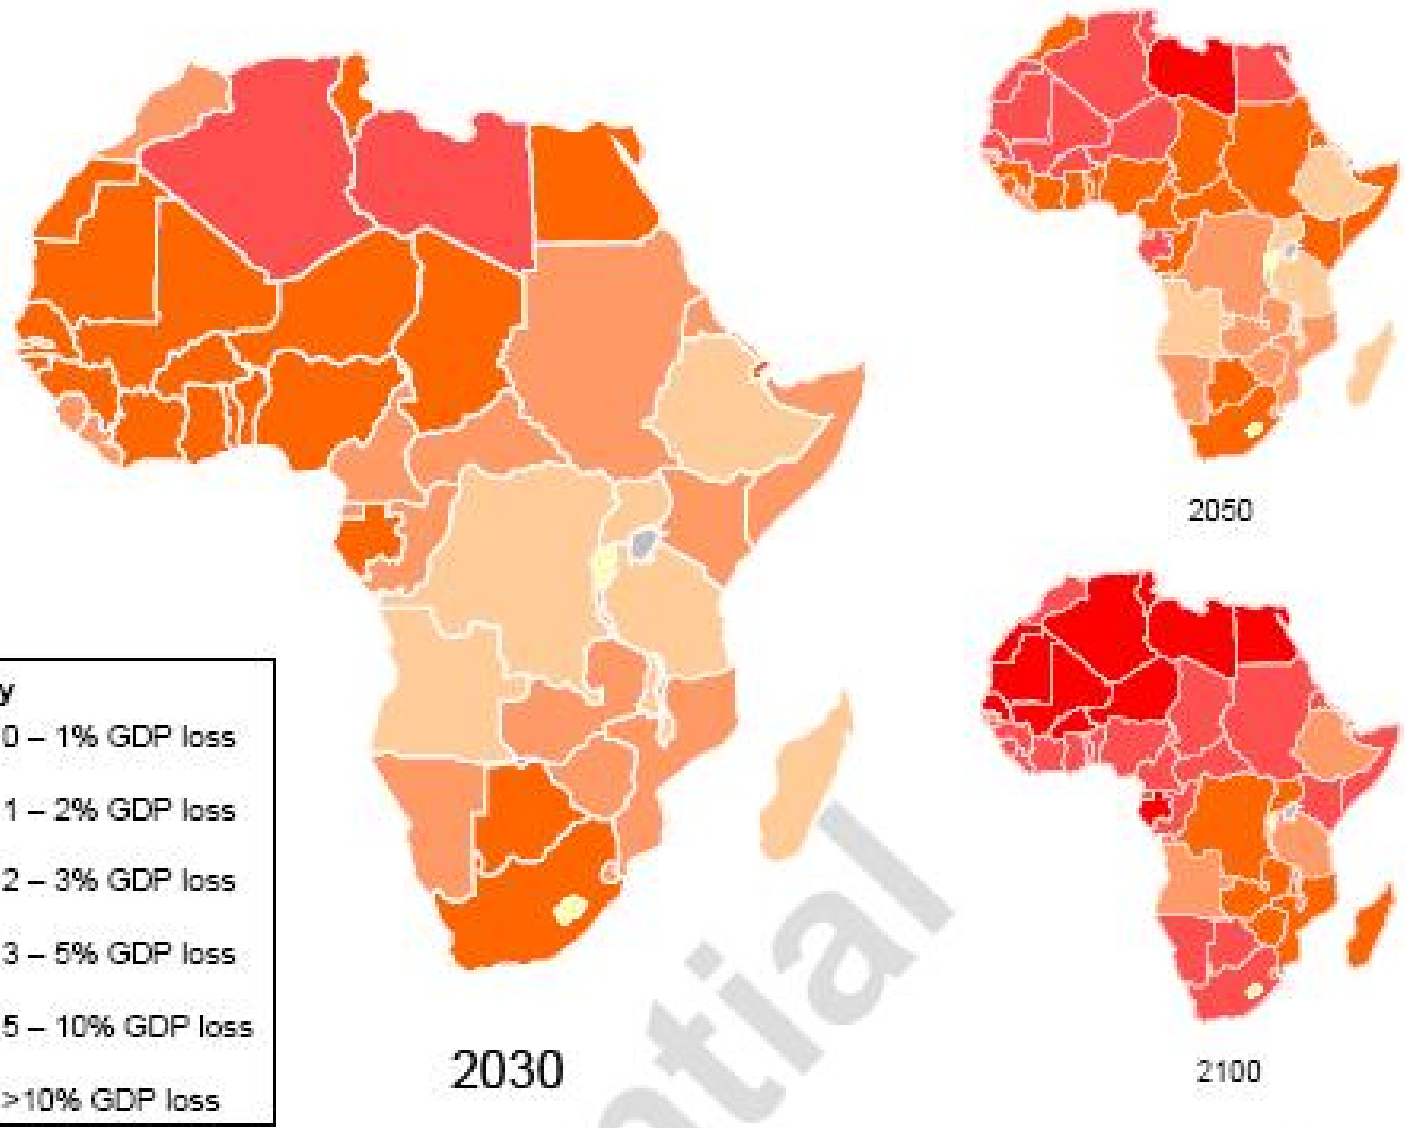 y
0 – 1% GDP loss
1 – 2% GDP loss
2 – 3% GDP loss
3 – 5% GDP loss
5 – 10% GDP loss
>10% GDP loss
2030
2050
2100
tial